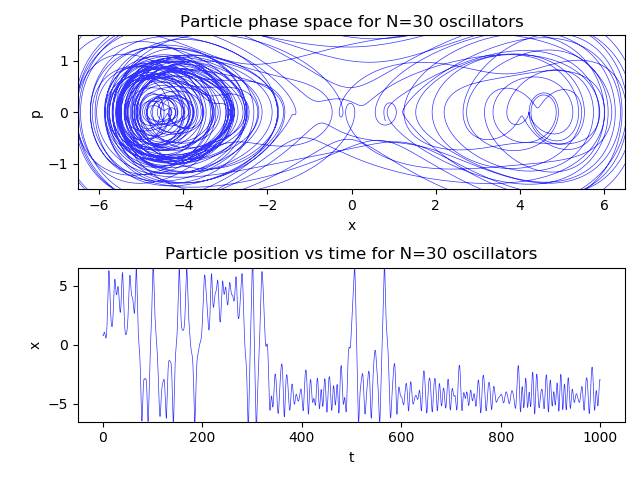 Particle phase space for N=30 oscillators
1
0
−1
p
−6 −4 −2 0 2 4 6
x
Particle position vs time for N=30 oscillators
5
0
−5
x
0 200 400 600 800 1000
t